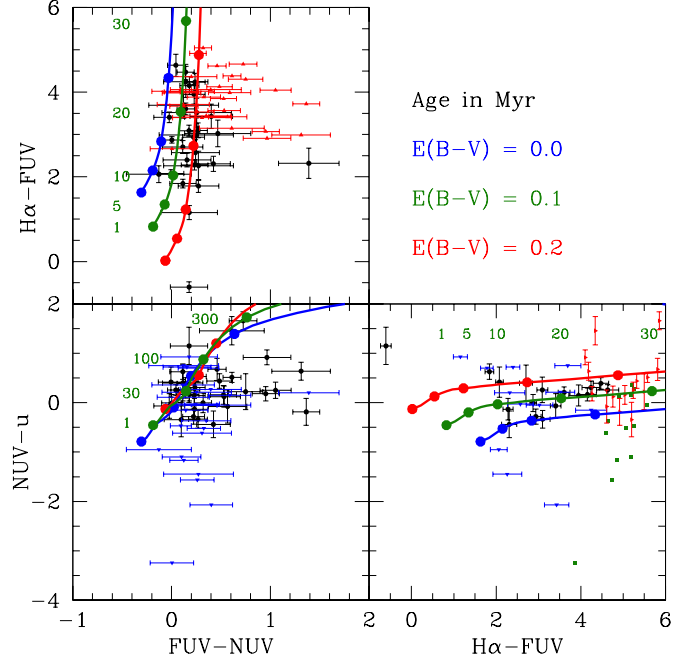 6
4
2
0
Hα−FUV
30
20
10
5
1
Age in Myr
E(B−V) = 0.0
E(B−V) = 0.1
E(B−V) = 0.2
2
0
−2
−4
NUV−u
300
100
30
1
1 5 10 20 30
−1 0 1 2
0 2 4 6
FUV−NUV
Hα−FUV